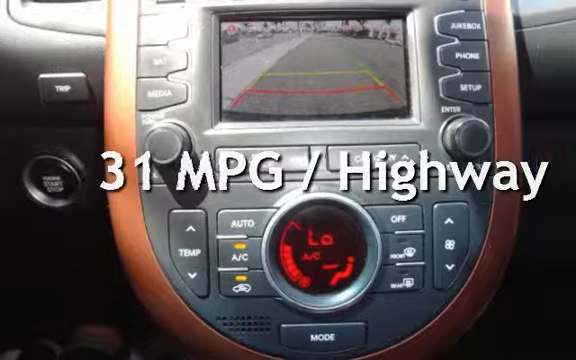 JUKEBOX
SAT
PHONE
TRIP
MEDIA
SETUP
ENTER
ENGINE
START
STOP
31 MPG / Highway
AUTO
OFF
TEMP
Lo
A/C
A/C
FRONT
REAR
MODE